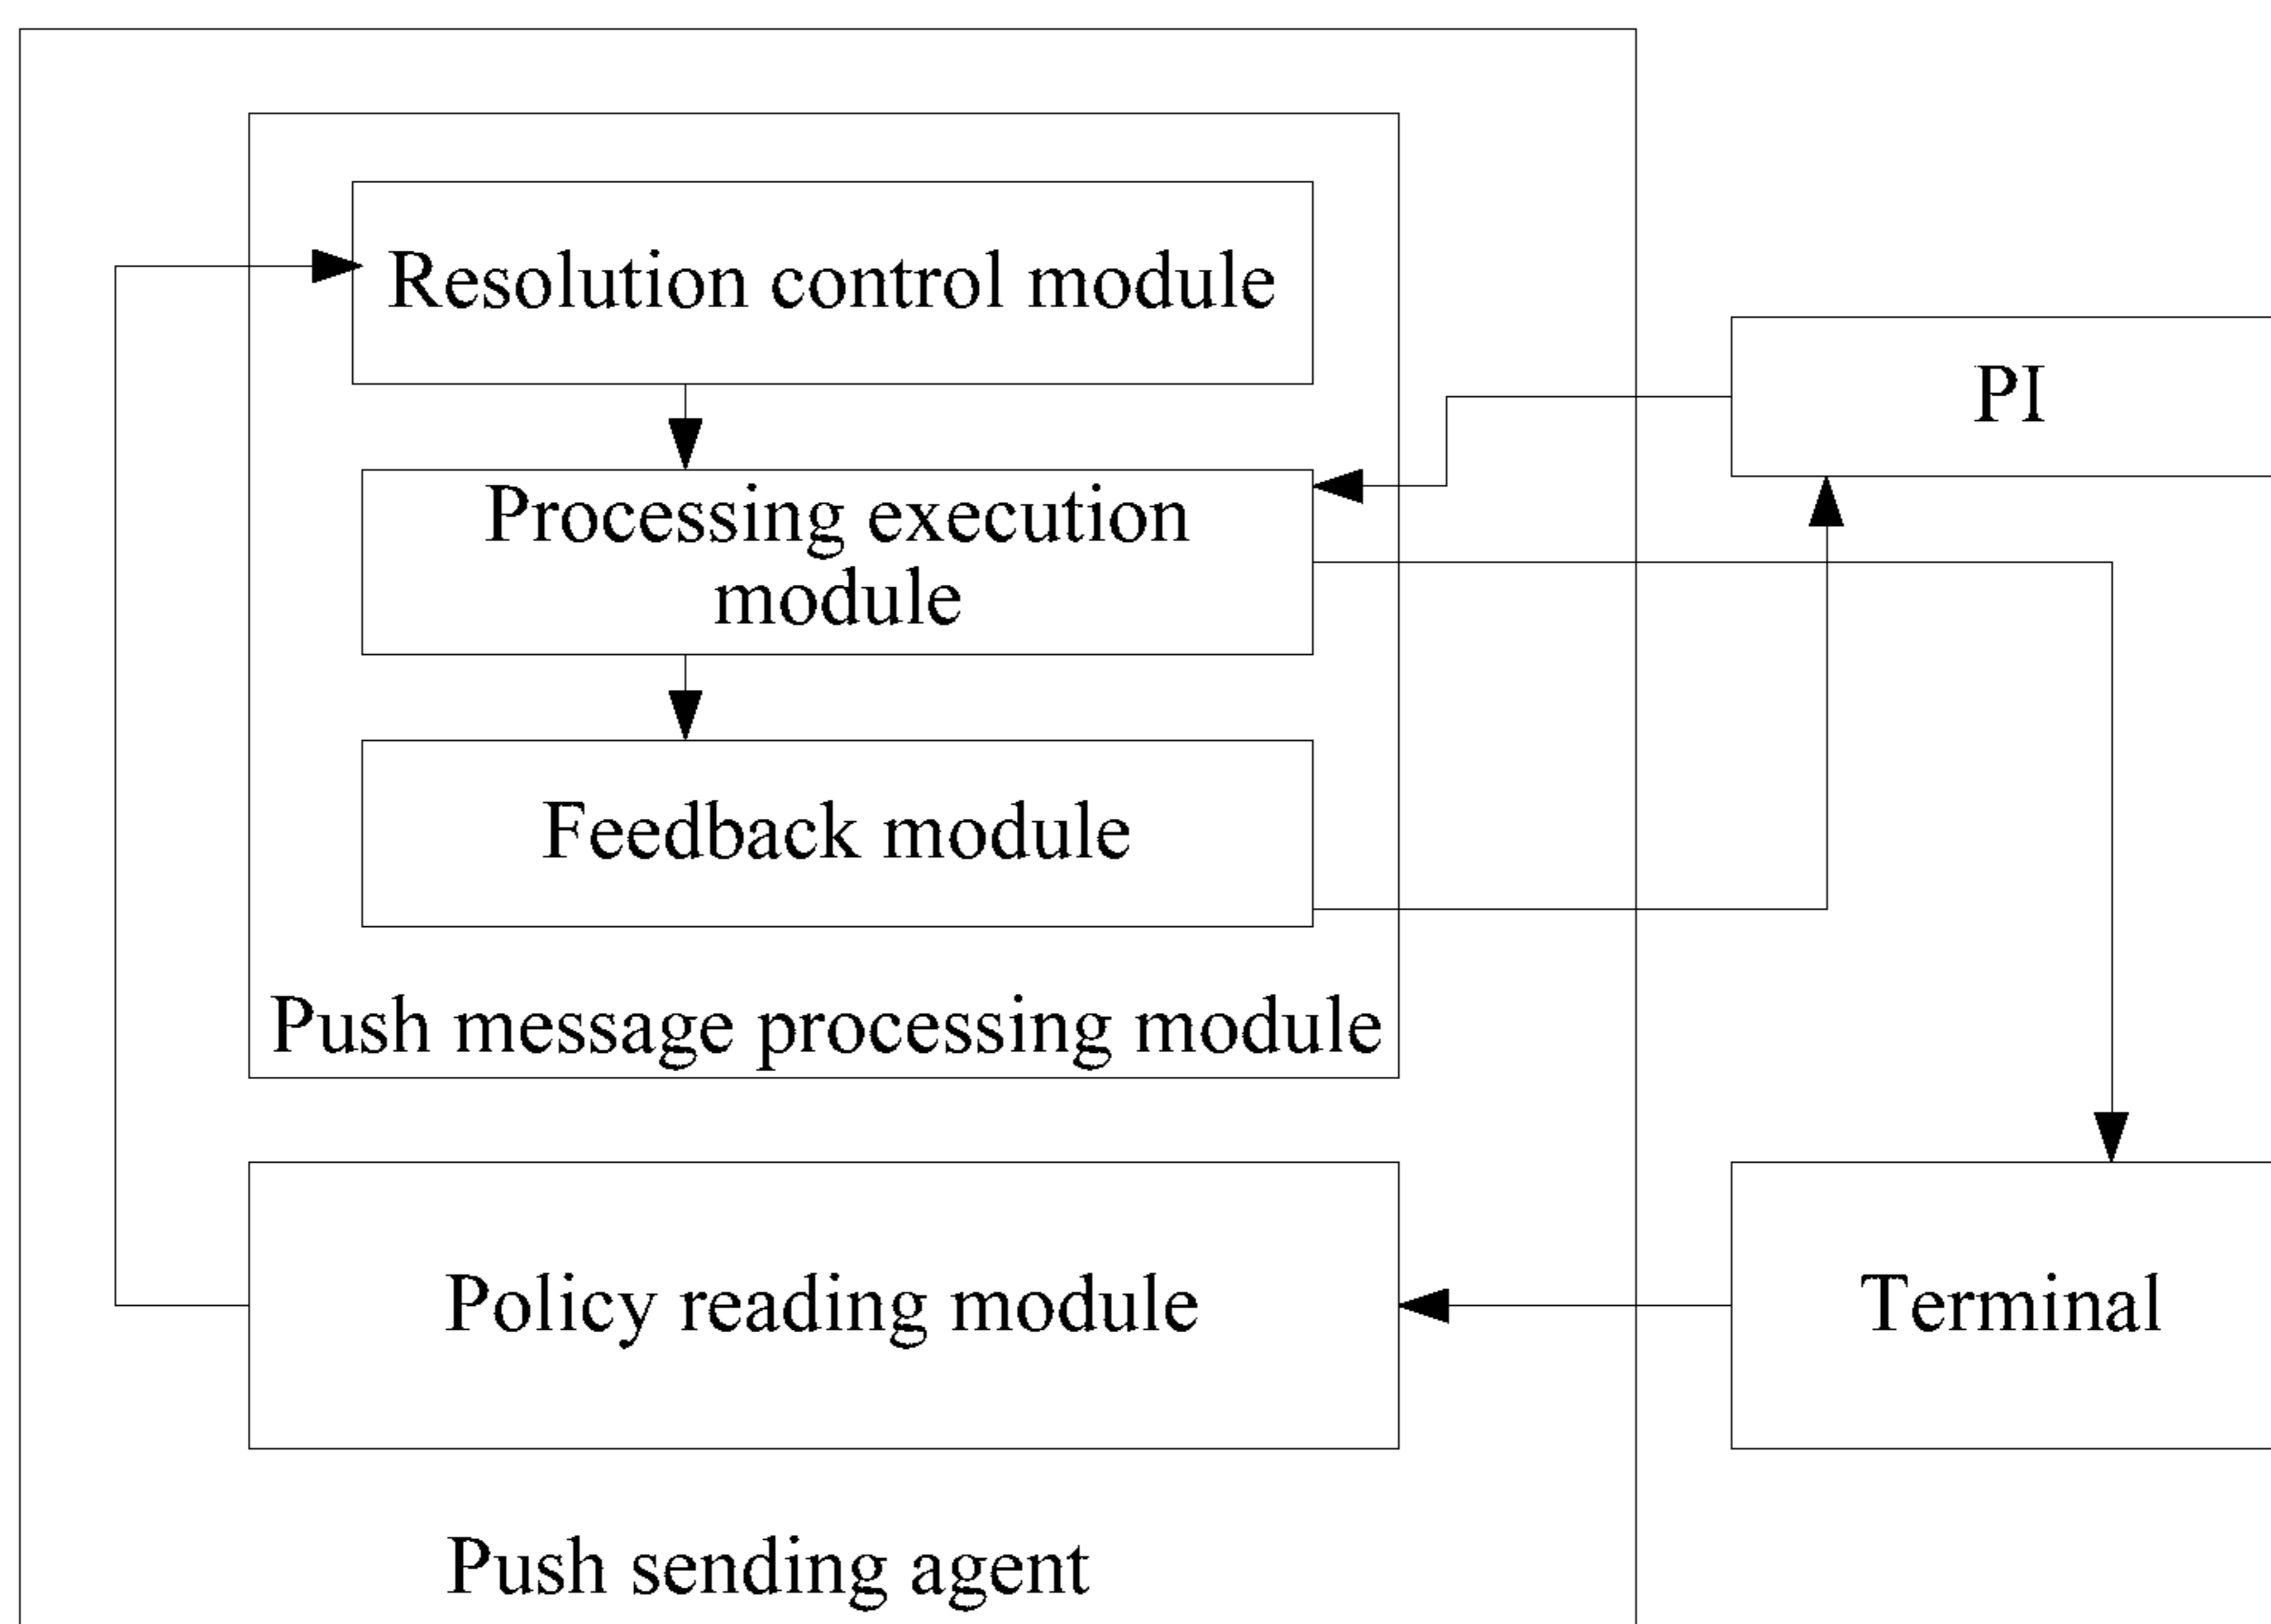 Resolution control module
PI
Processing execution
module
Feedback module
Push message processing module
Policy reading module
Terminal
Push sending agent